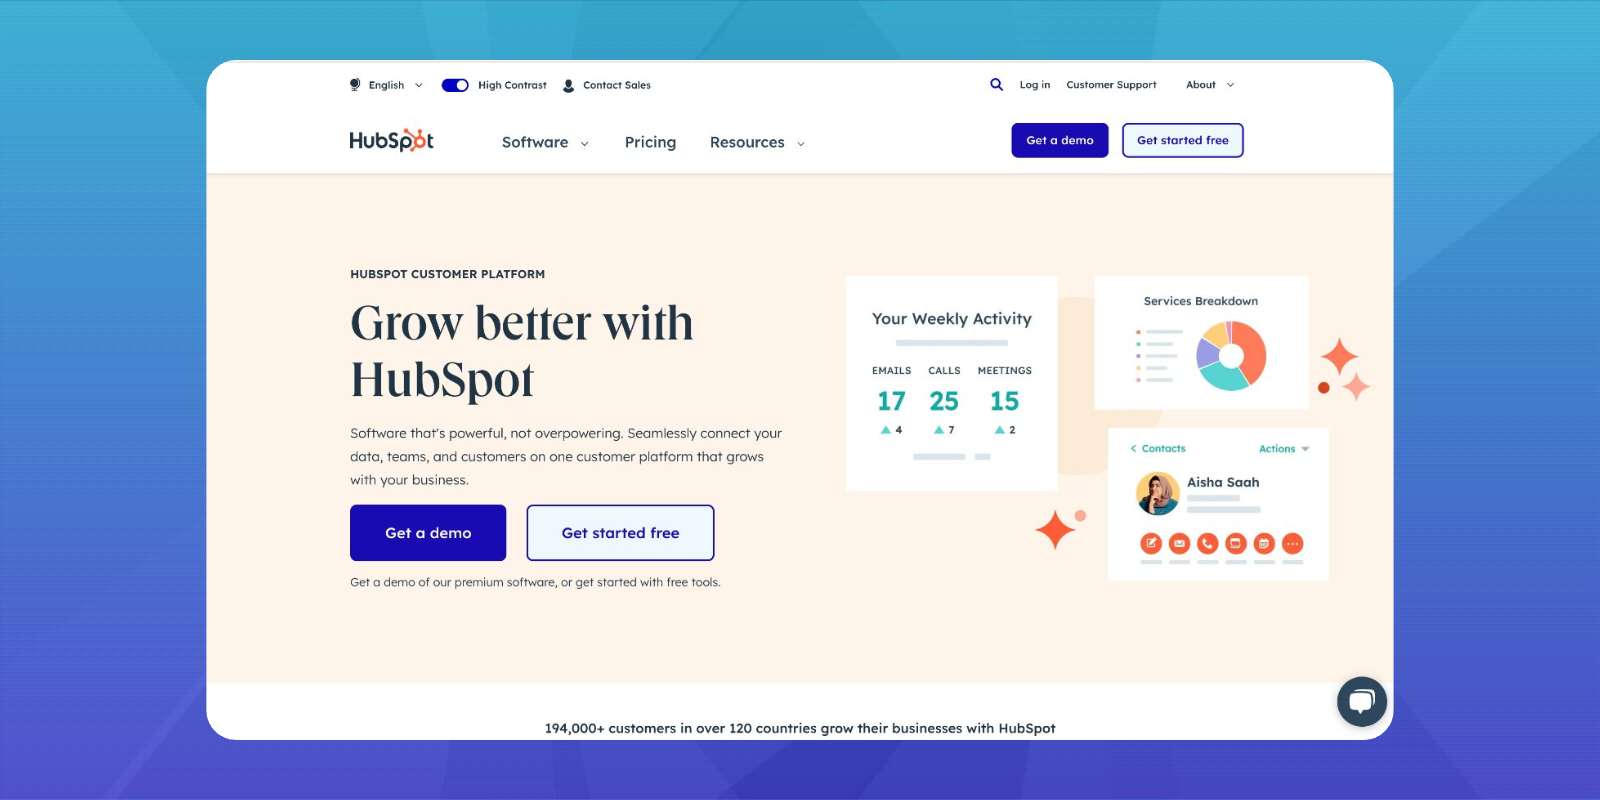 English
High Contrast
Contact Sales
Log in
Customer Support
About
HubSpot
Software
Pricing
Resources
Get a demo
Get started free
HUBSPOT CUSTOMER PLATFORM
Grow better with
HubSpot
Software that's powerful, not overpowering. Seamlessly connect your
data, teams, and customers on one customer platform that grows
with your business.
Get a demo
Get started free
Get a demo of our premium software, or get started with free tools.
Your Weekly Activity
EMAILS CALLS MEETINGS
17 25 15
4 7 2
Services Breakdown
Contacts
Actions
Aisha Saah
194,000+ customers in over 120 countries grow their businesses with HubSpot